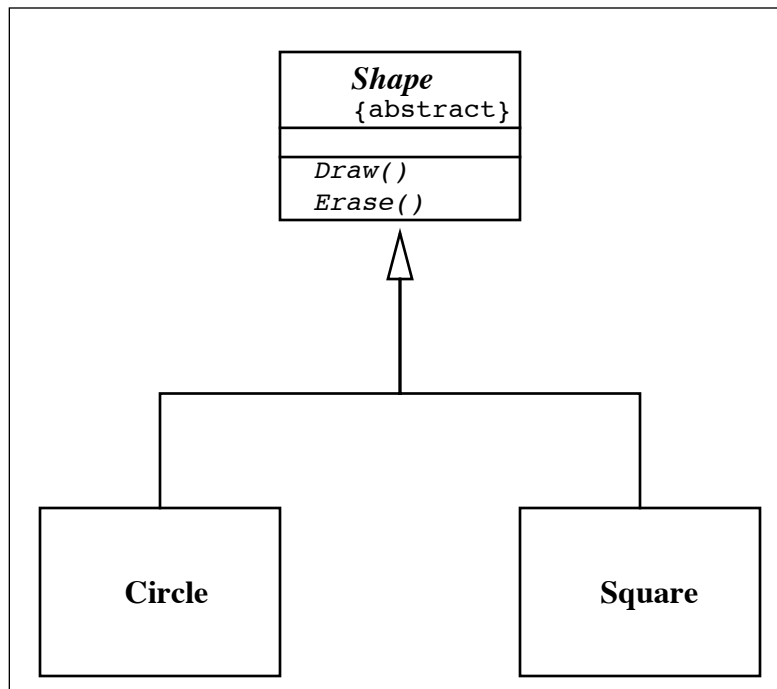 Shape
{abstract}
Draw()
Erase()
Circle
Square